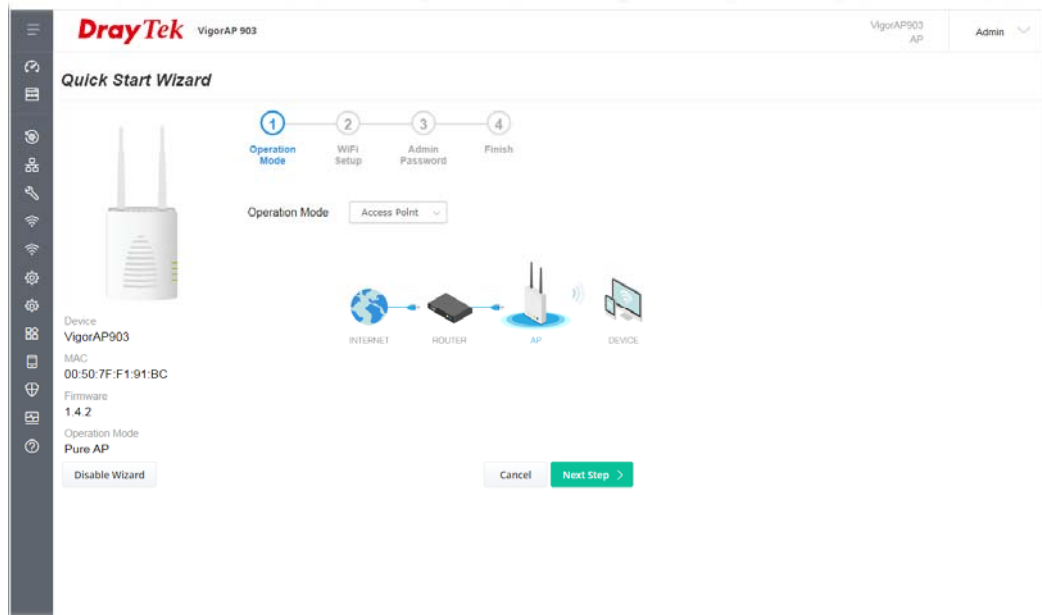 DrayTek VigorAP 903
VigorAP903
AP
Admin
Quick Start Wizard
1 2 3 4
Operation Mode
WiFi Setup
Admin Password
Finish
Operation Mode Access Point
INTERNET ROUTER AP DEVICE
Device
VigorAP903
MAC
00:50:7F:F1:91:BC
Firmware
1.4.2
Operation Mode
Pure AP
Disable Wizard Cancel Next Step >